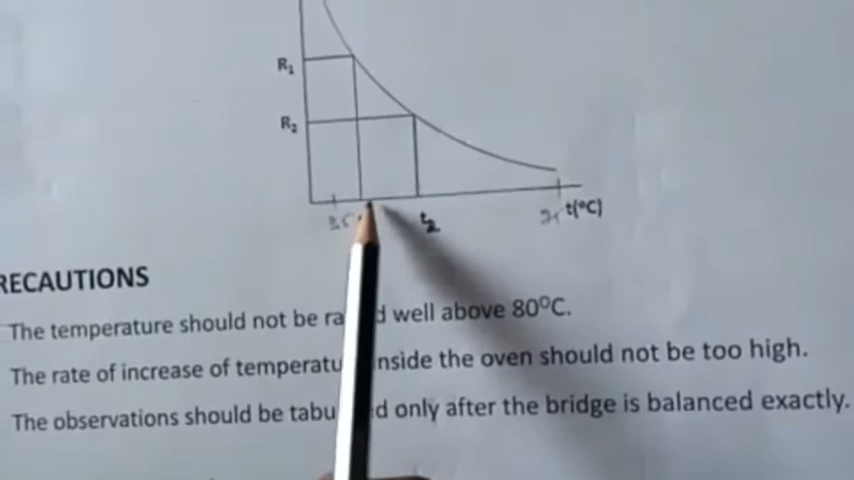 R₁
R₂
t₂
t(°C)
RECAUTIONS
The temperature should not be ra d well above 80⁰C.
The rate of increase of temperatu nside the oven should not be too high.
The observations should be tabu d only after the bridge is balanced exactly.